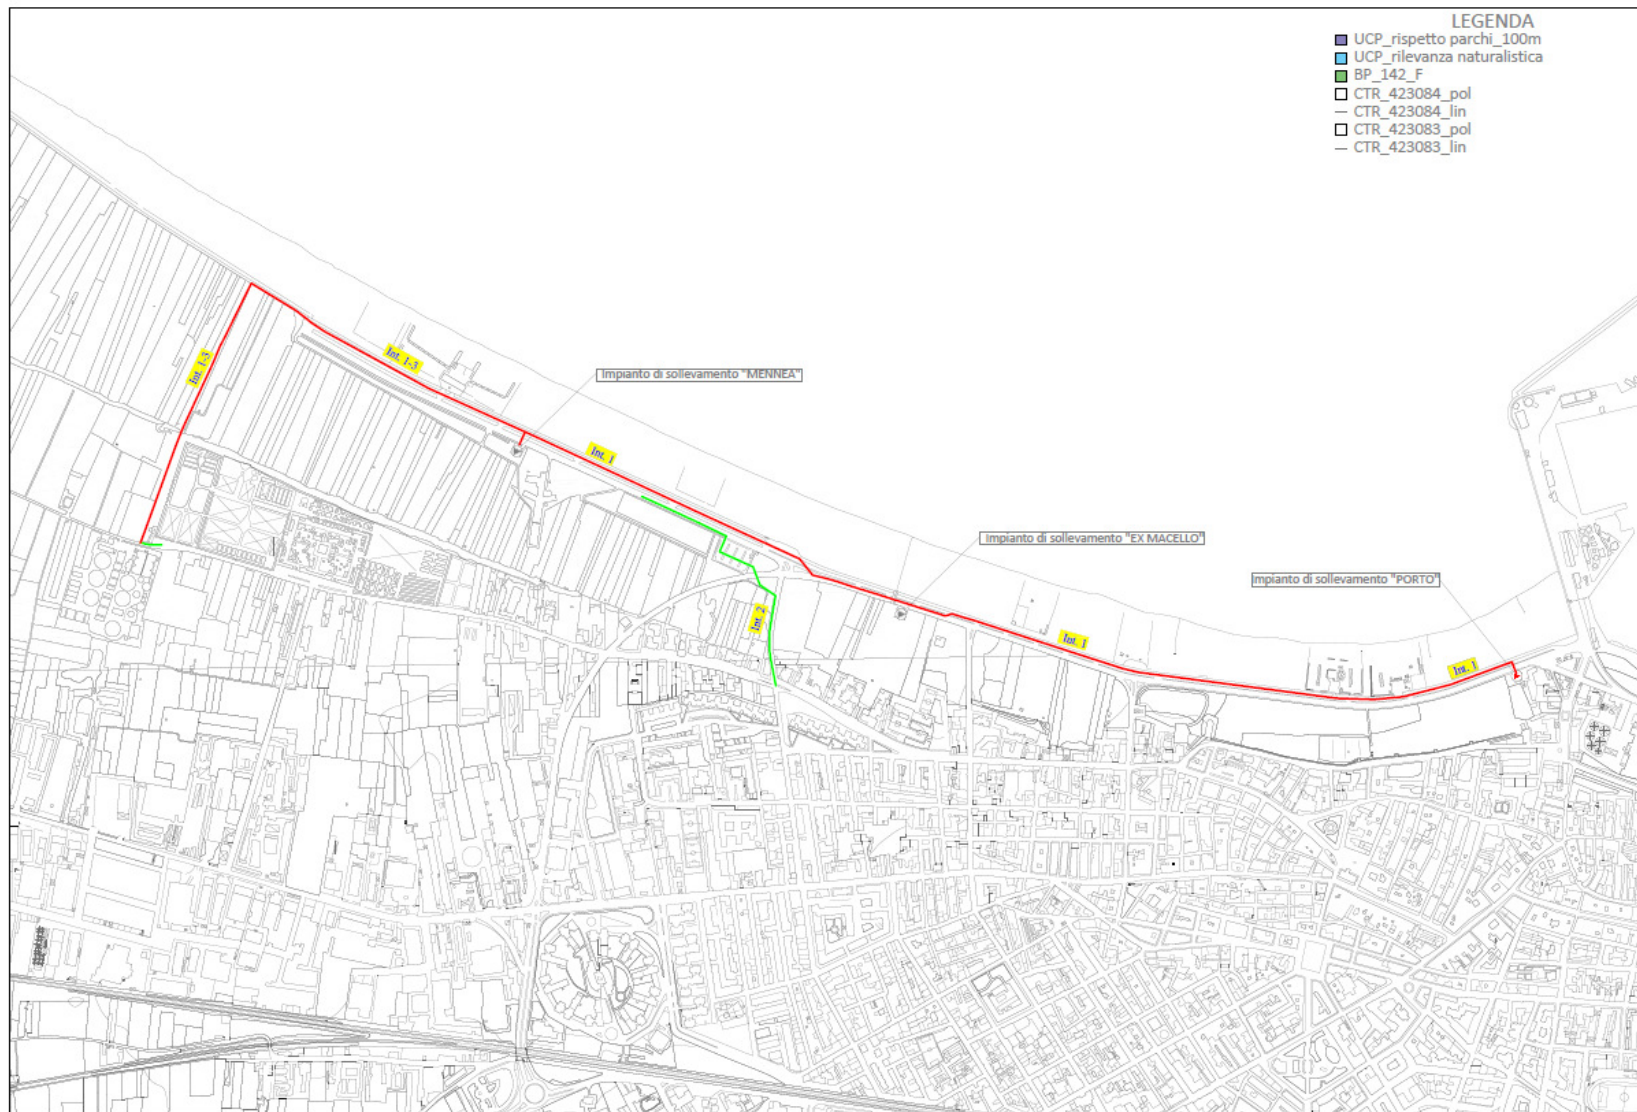 LEGENDA
UCP_rispetto parchi_100m
UCP_rilevanza naturalistica
BP_142_F
CTR_423084_pol
CTR_423084_lin
CTR_423083_pol
CTR_423083_lin
Int. 1-3
Int. 1-3
Impianto di sollevamento "MENNEA"
Int. 1
Impianto di sollevamento "EX MACELLO"
Impianto di sollevamento "PORTO"
Int. 2
Int. 1
Int. 1